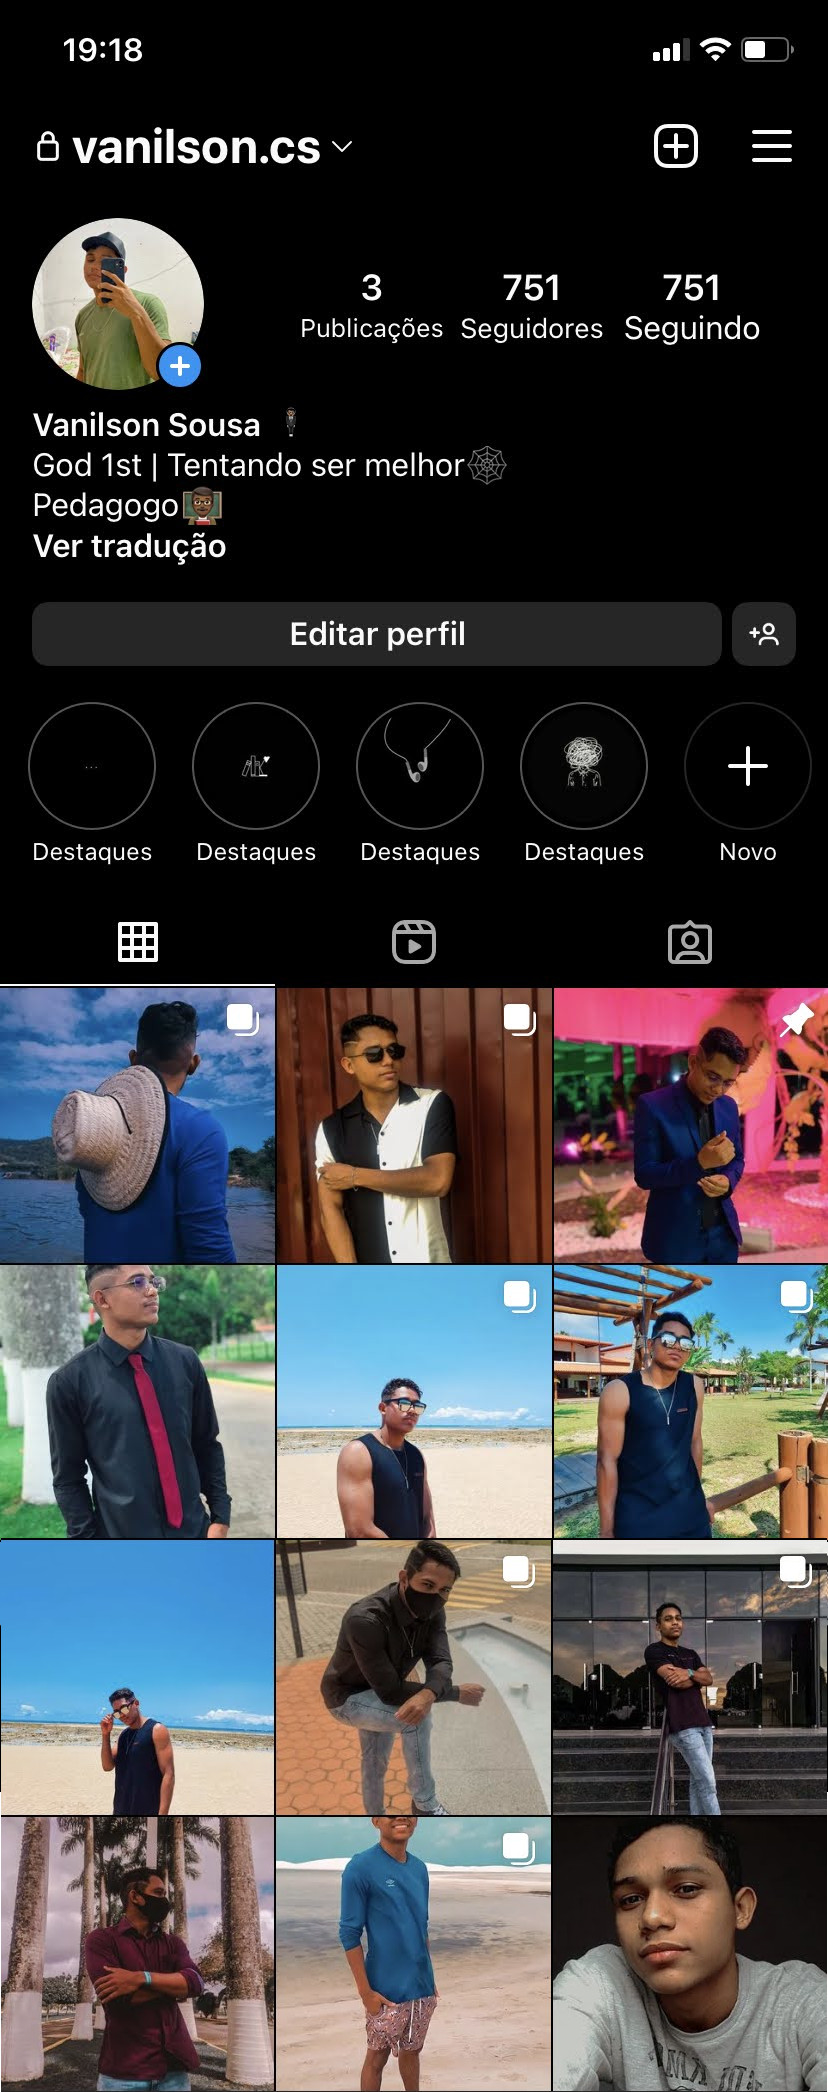 19:18
vanilson.cs
3 751 751
Publicações Seguidores Seguindo
Vanilson Sousa
God 1st | Tentando ser melhor
Pedagogo
Ver tradução
Editar perfil
Destaques Destaques Destaques Destaques Novo